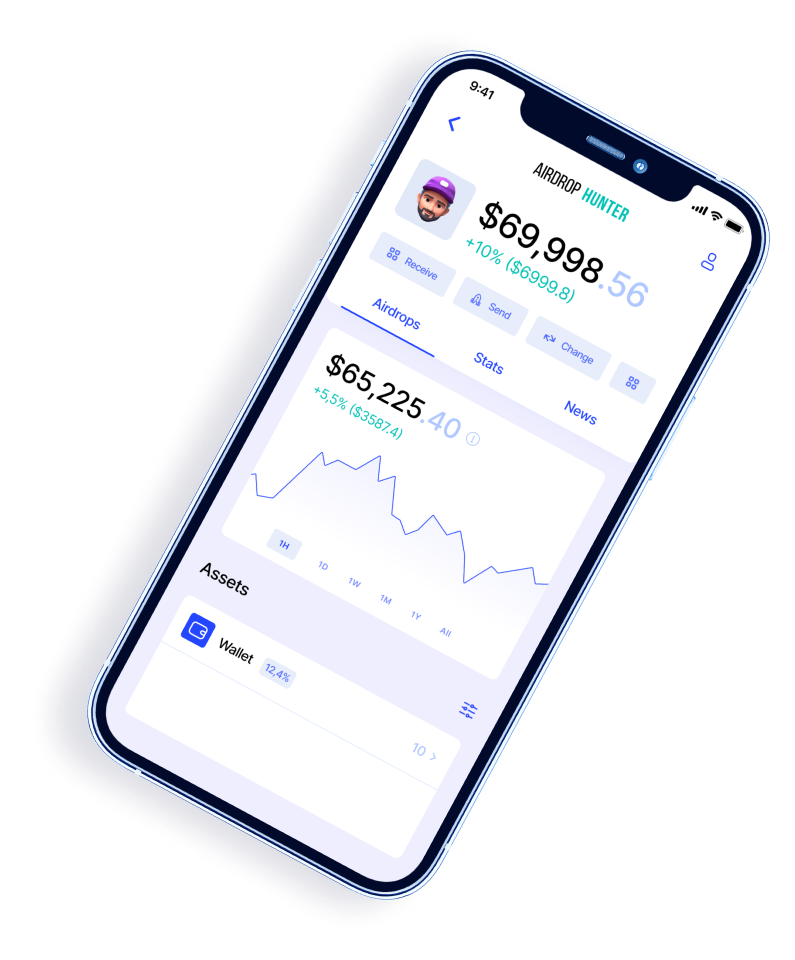 9:41
AIRDROP HUNTER
$69,998.56
+10% ($6999.8)
Receive
Send
Change
Airdrops
Stats
News
$65,225.40
+5,5% ($3587.4)
1H
1D
1W
1M
1Y
All
Assets
Wallet
12,4%
10